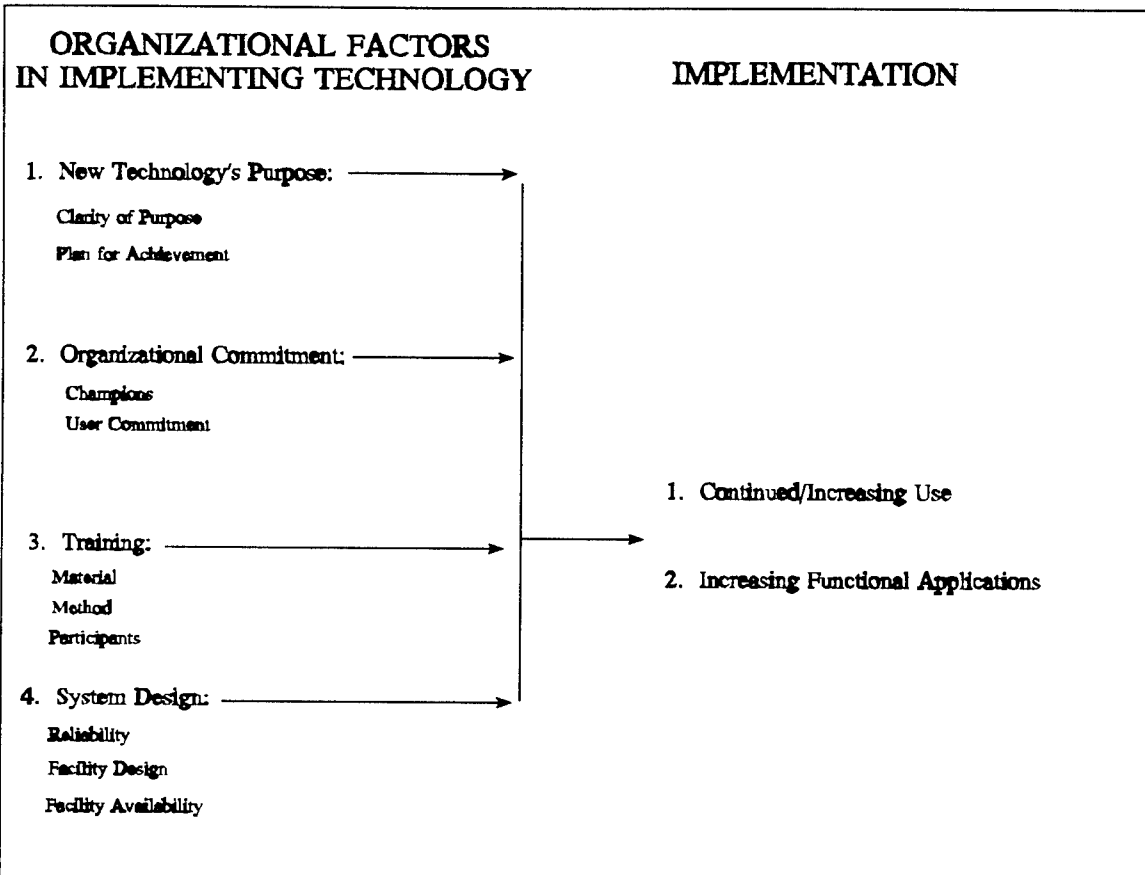 ORGANIZATIONAL FACTORS
IN IMPLEMENTING TECHNOLOGY
IMPLEMENTATION
1. New Technology's Purpose:
Clarity of Purpose
Plan for Achievement
2. Organizational Commitment:
Champions
User Commitment
3. Training:
Material
Method
Participants
4. System Design:
Reliability
Facility Design
Facility Availability
1. Continued/Increasing Use
2. Increasing Functional Applications